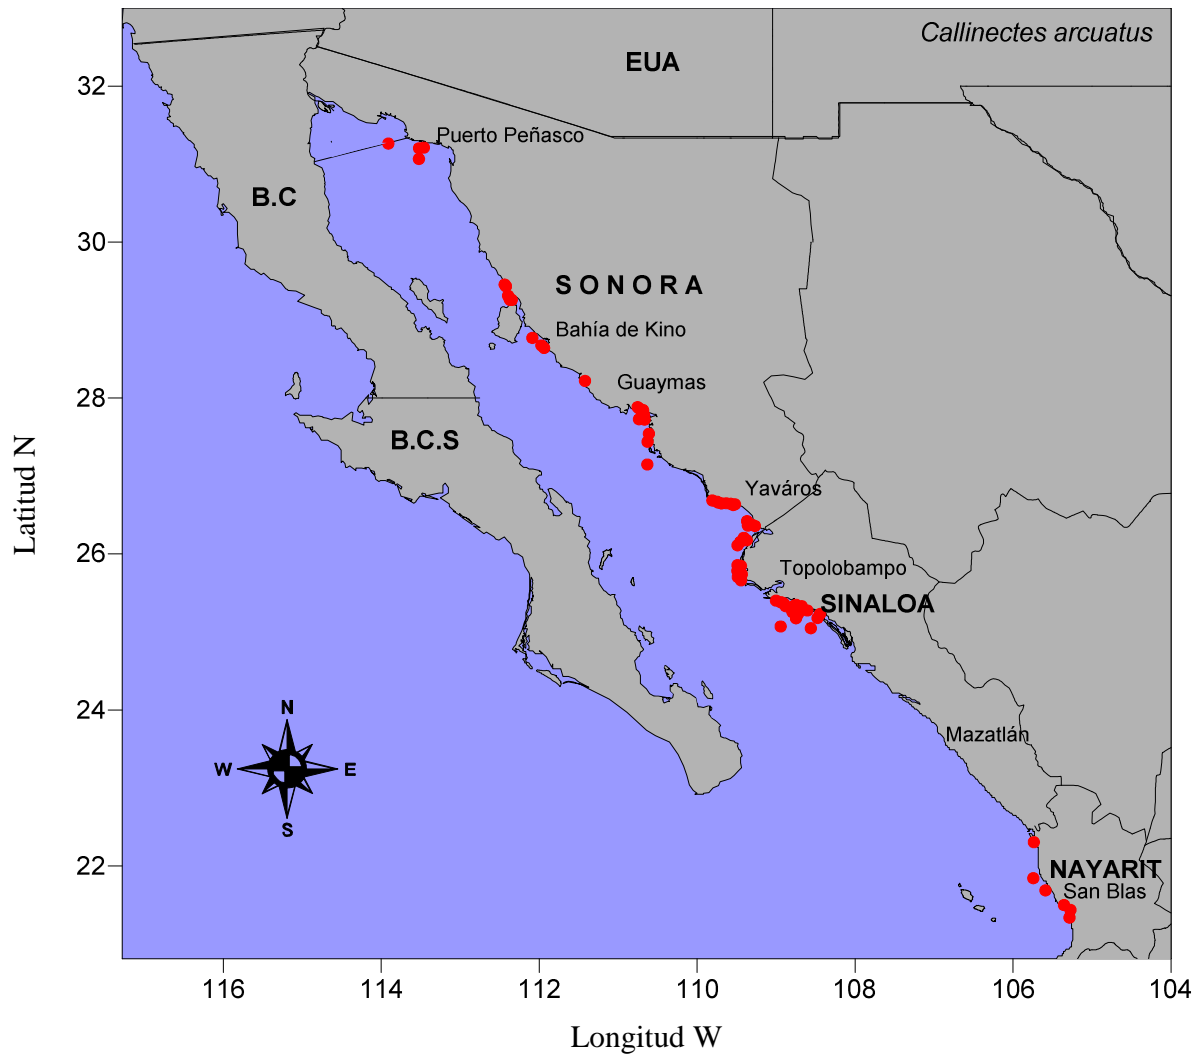 Callinectes arcuatus
EUA
32
Puerto Peñasco
B.C
30
S O N O R A
Bahía de Kino
Guaymas
28
B.C.S
Yaváros
26
Topolobampo
SINALOA
24
N
Mazatlán
W
E
S
22
NAYARIT
San Blas
116
114
112
110
108
106
104
Latitud N
Longitud W